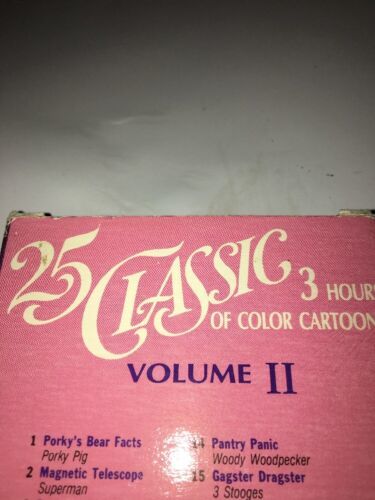 25 CLASSIC
3 HOURS
OF COLOR CARTOON
VOLUME II
1 Porky's Bear Facts
Porky Pig
2 Magnetic Telescope
Superman
14 Pantry Panic
Woody Woodpecker
15 Gagster Dragster
3 Stooges